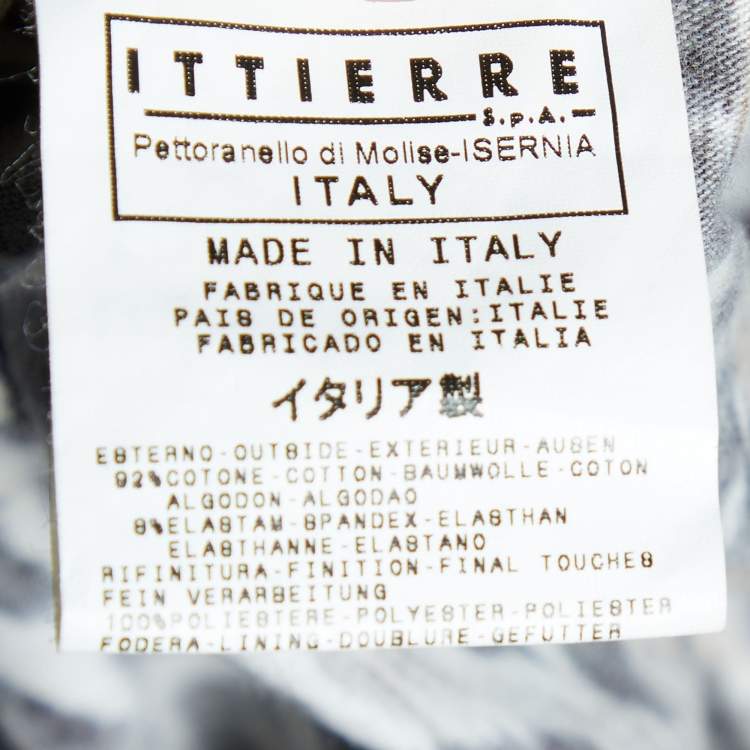 ITTIERRE
S.p.A.
Pettoranello di Molise-ISERNIA
ITALY
MADE IN ITALY
FABRIQUE EN ITALIE
PAIS DE ORIGEN:ITALIE
FABRICADO EN ITALIA
イタリア製
ESTERNO-OUTSIDE-EXTERIEUR-AUSEN
92%COTONE-COTTON-BAUMWOLLE-COTON
ALGODON-ALGODAO
8%ELASTAM-SPANDEX-ELASTHAN
ELASTHANNE-ELASTANO
RIFINITURA-FINITION-FINAL TOUCHES
FEIN VERARBEITUNG
100%POLIESTERE-POLYESTER-POLIESTER
FODERA-LINING-DOUBLURE-GEFUTTER